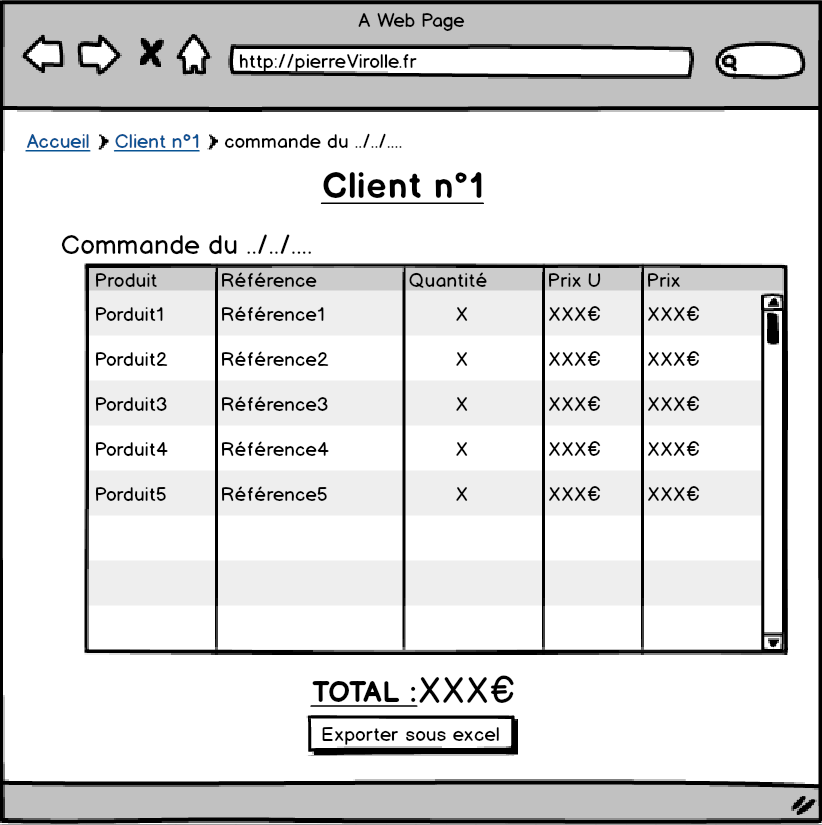 A Web Page
http://pierreVirolle.fr
Accueil > Client n°1 > commande du ../../....
Client n°1
Commande du ../../....
Produit Référence Quantité Prix U Prix
Porduit1 Référence1 X XXX€ XXX€
Porduit2 Référence2 X XXX€ XXX€
Porduit3 Référence3 X XXX€ XXX€
Porduit4 Référence4 X XXX€ XXX€
Porduit5 Référence5 X XXX€ XXX€
TOTAL :XXX€
Exporter sous excel